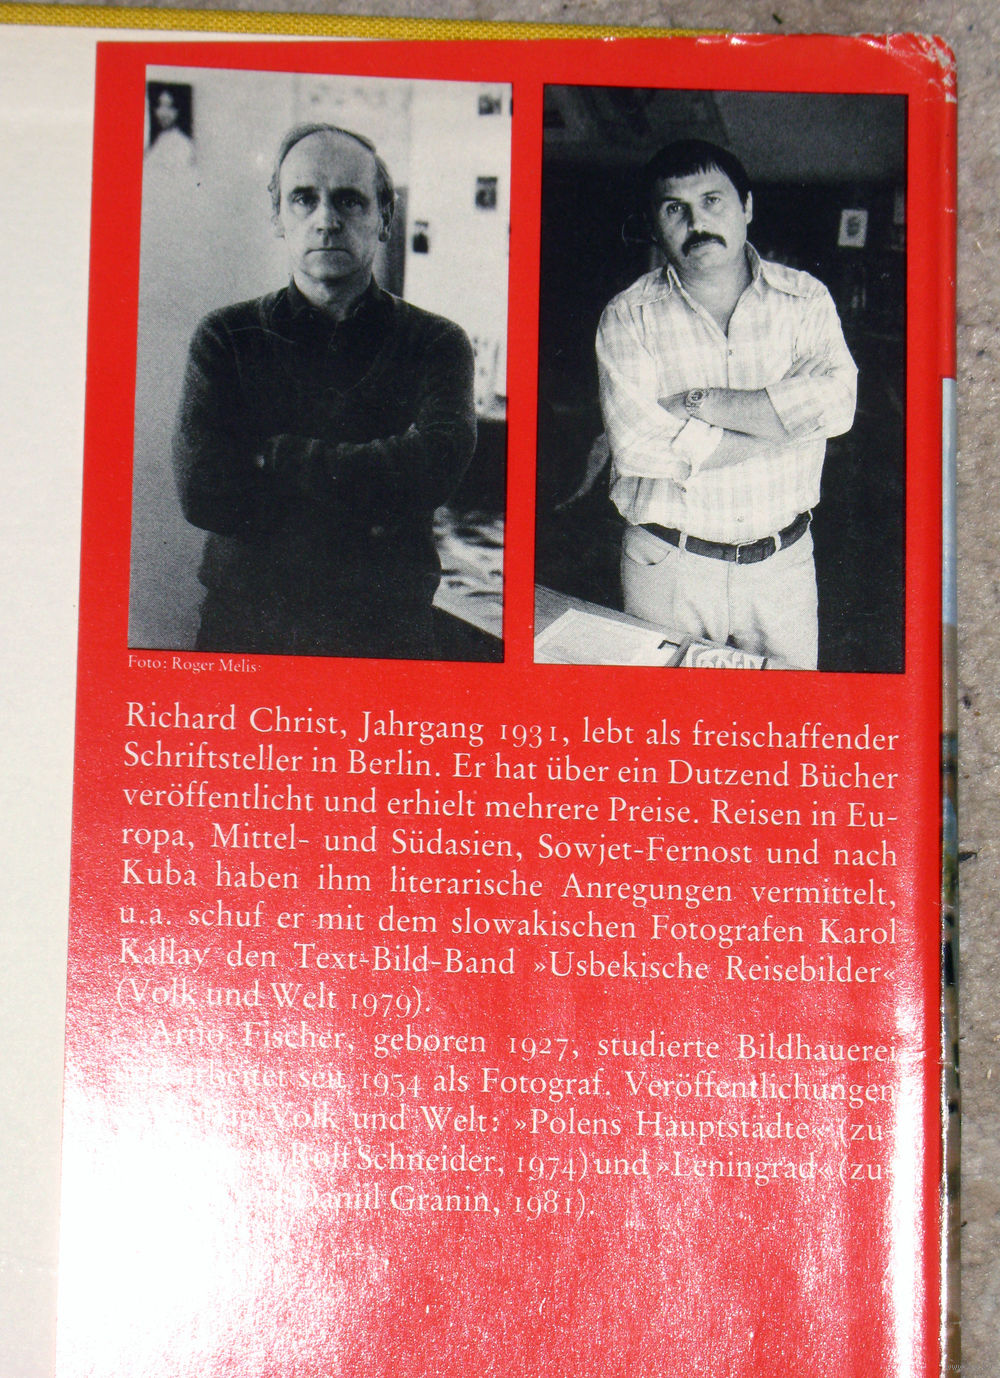 Foto: Roger Melis
Richard Christ, Jahrgang 1931, lebt als freischaffender
Schriftsteller in Berlin. Er hat über ein Dutzend Bücher
veröffentlicht und erhielt mehrere Preise. Reisen in Eu-
ropa, Mittel- und Südasien, Sowjet-Fernost und nach
Kuba haben ihm literarische Anregungen vermittelt,
u.a. schuf er mit dem slowakischen Fotografen Karol
Kállay den Text-Bild-Band »Usbekische Reisebilder«
(Volk und Welt 1979).
Arno Fischer, geboren 1927, studierte Bildhauerei
arbeitet seit 1954 als Fotograf. Veröffentlichungen
Volk und Welt: »Polens Hauptstädte« (zu-
Rolf Schneider, 1974) und »Leningrad« (zu-
Daniil Granin, 1981).